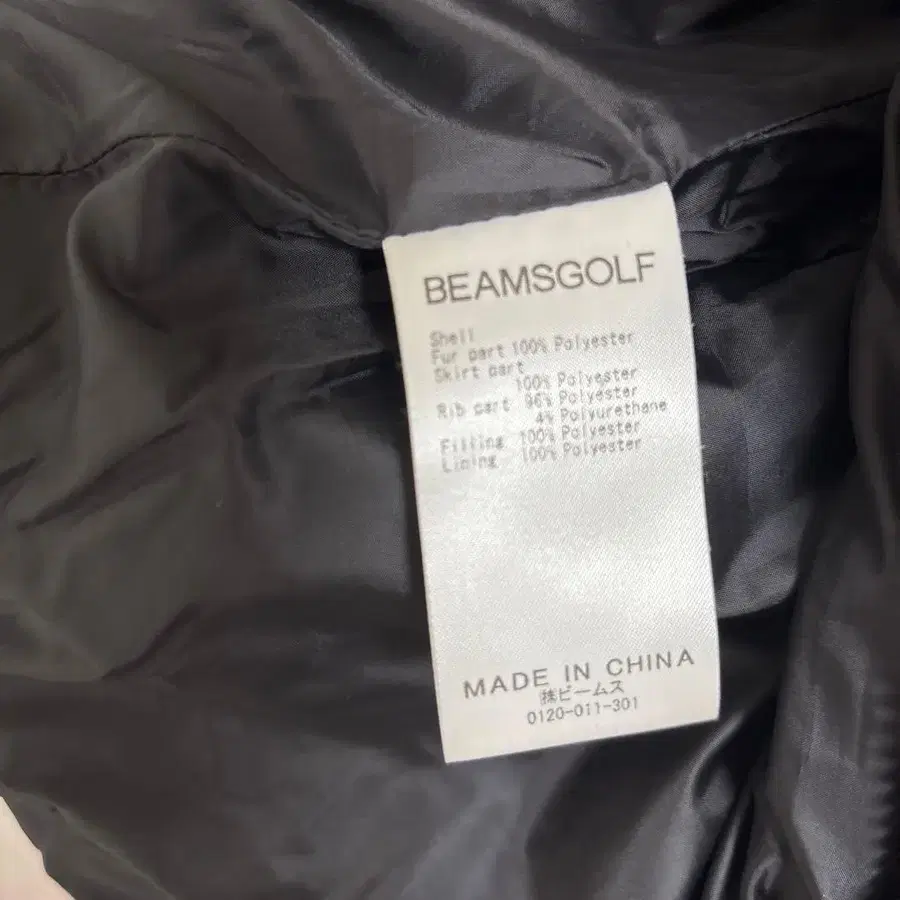 BEAMSGOLF
Shell
Fur part 100% Polyester
Skirt part
100% Polyester
Rib part 96% Polyester
4% Polyurethane
Filling 100% Polyester
Lining 100% Polyester
MADE IN CHINA
㈱ビームス
0120-011-301